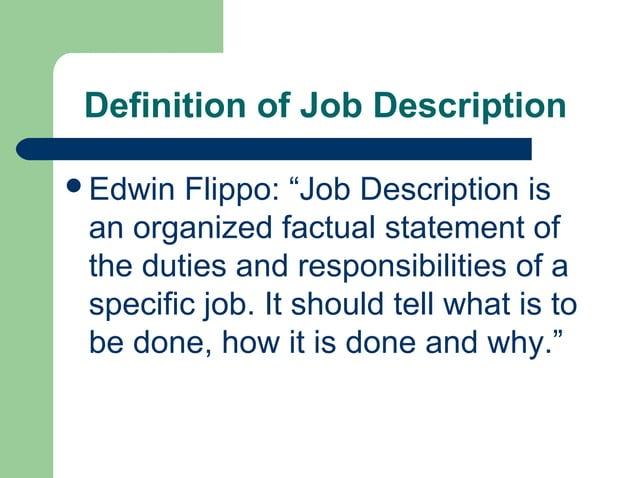 Definition of Job Description
Edwin Flippo: “Job Description is
an organized factual statement of
the duties and responsibilities of a
specific job. It should tell what is to
be done, how it is done and why.”